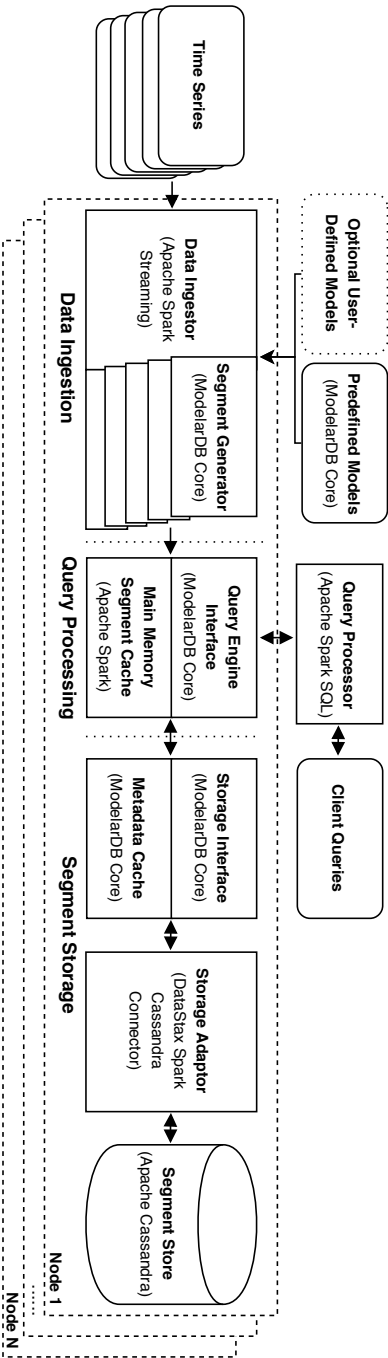 Time Series
Optional User-
Defined Models
Predefined Models
(ModelarDB Core)
Query Processor
(Apache Spark SQL)
Client Queries
Data Ingestor
(Apache Spark
Streaming)
Segment Generator
(ModelarDB Core)
Query Engine
Interface
(ModelarDB Core)
Main Memory
Segment Cache
(Apache Spark)
Storage Interface
(ModelarDB Core)
Metadata Cache
(ModelarDB Core)
Storage Adaptor
(DataStax Spark
Cassandra
Connector)
Segment Store
(Apache Cassandra)
Data Ingestion
Query Processing
Segment Storage
Node 1
......
Node N